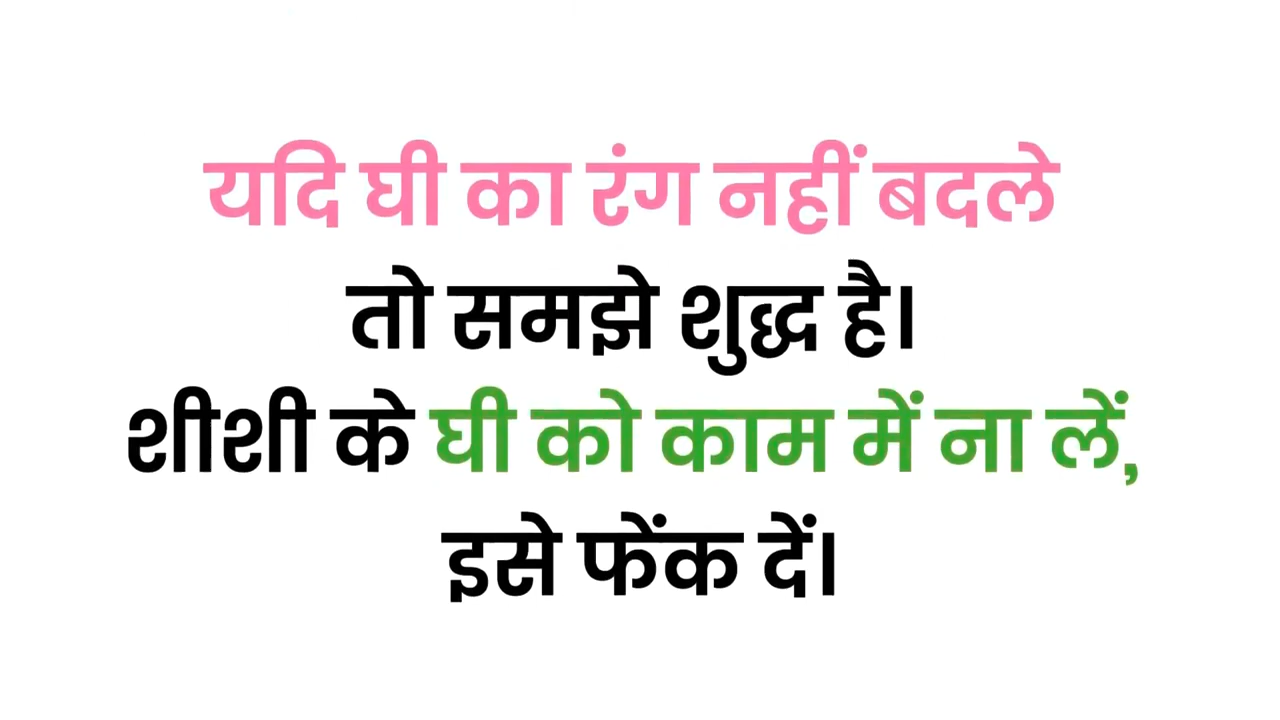 यदि घी का रंग नहीं बदले
तो समझे शुद्ध है।
शीशी के घी को काम में ना लें,
इसे फेंक दें।